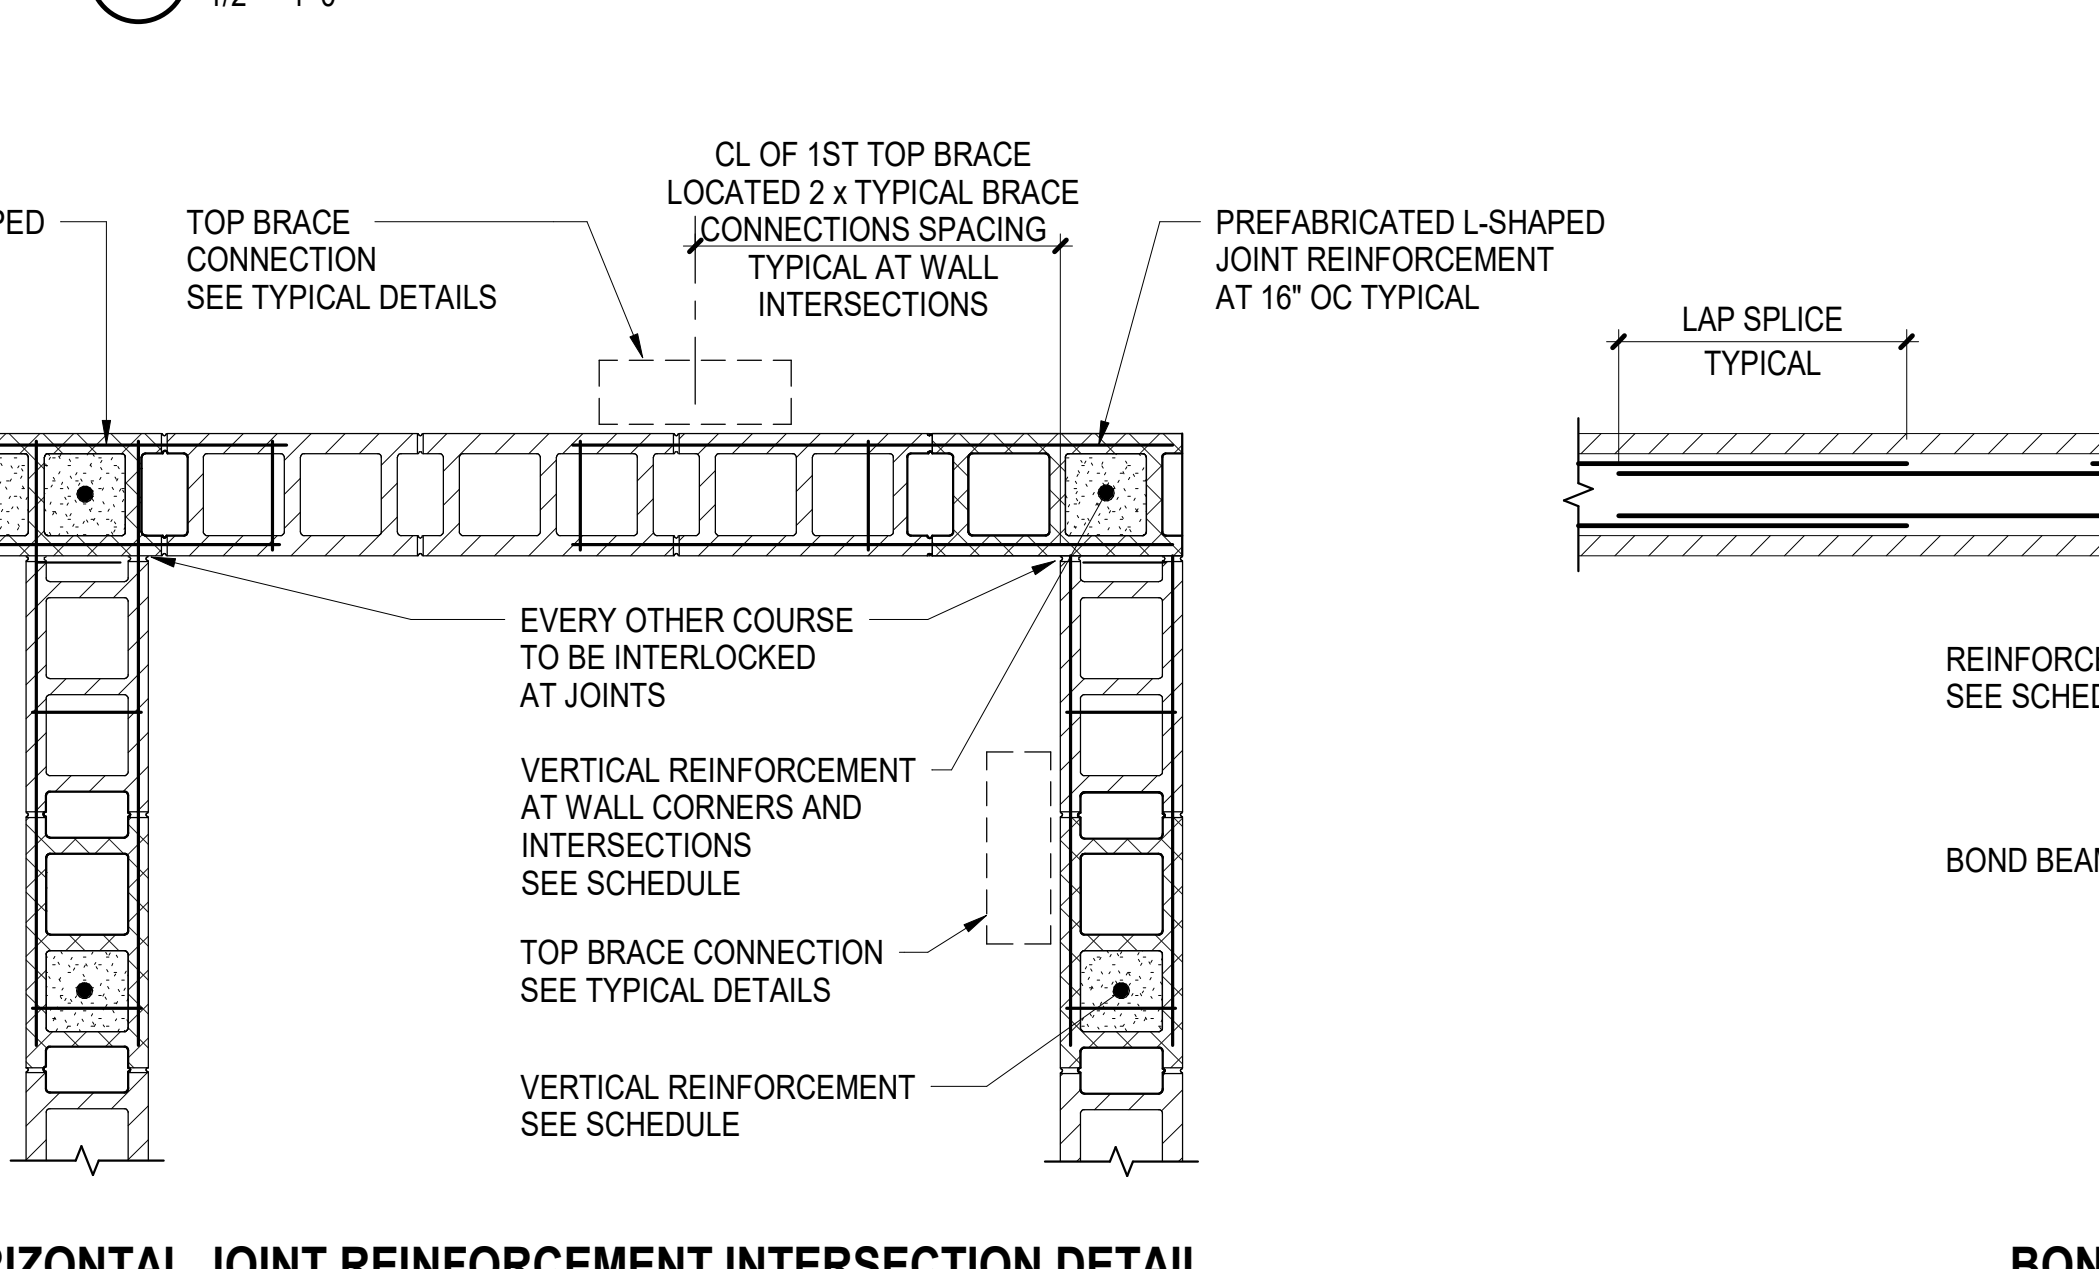 TOP BRACE
CONNECTION
SEE TYPICAL DETAILS
CL OF 1ST TOP BRACE
LOCATED 2 x TYPICAL BRACE
CONNECTIONS SPACING
TYPICAL AT WALL
INTERSECTIONS
PREFABRICATED L-SHAPED
JOINT REINFORCEMENT
AT 16" OC TYPICAL
LAP SPLICE
TYPICAL
EVERY OTHER COURSE
TO BE INTERLOCKED
AT JOINTS
VERTICAL REINFORCEMENT
AT WALL CORNERS AND
INTERSECTIONS
SEE SCHEDULE
TOP BRACE CONNECTION
SEE TYPICAL DETAILS
VERTICAL REINFORCEMENT
SEE SCHEDULE
SEE
BOND
JOINT REINFORCEMENT INTERSECTION DETAIL